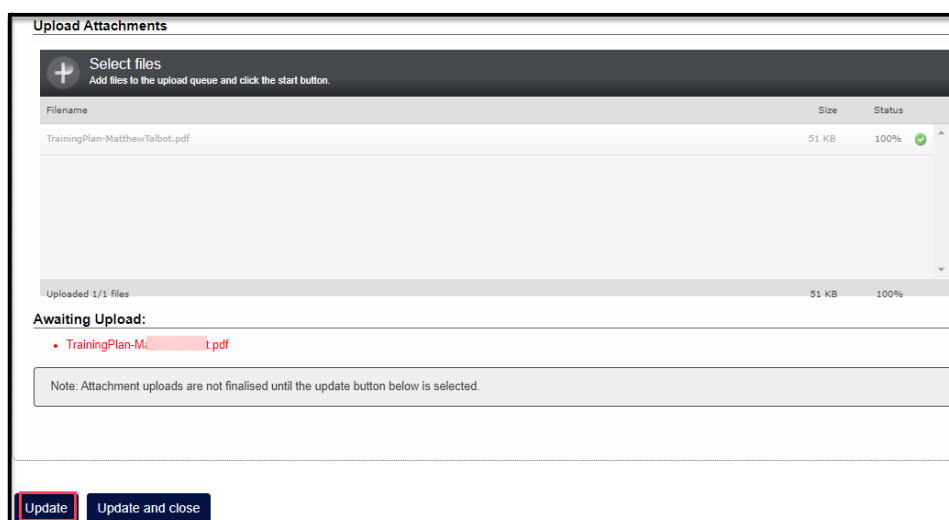 Upload Attachments
Select files
Add files to the upload queue and click the start button.
Filename Size Status
TrainingPlan-MatthewTalbot.pdf 51 KB 100%
Uploaded 1/1 files 51 KB 100%
Awaiting Upload:
• TrainingPlan-Ma t.pdf
Note: Attachment uploads are not finalised until the update button below is selected.
Update Update and close